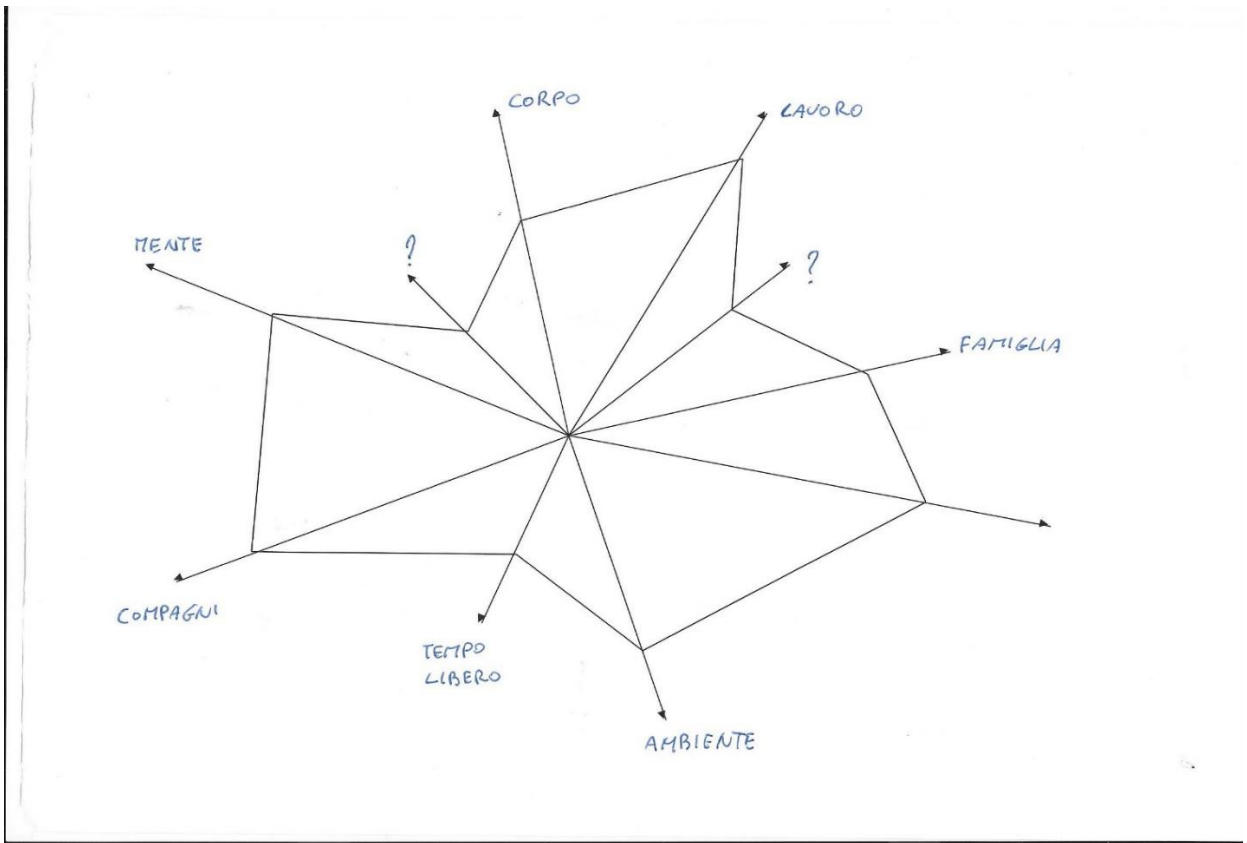 CORPO
LAVORO
MENTE
?
?
FAMIGLIA
COMPAGNI
TEMPO
LIBERO
AMBIENTE